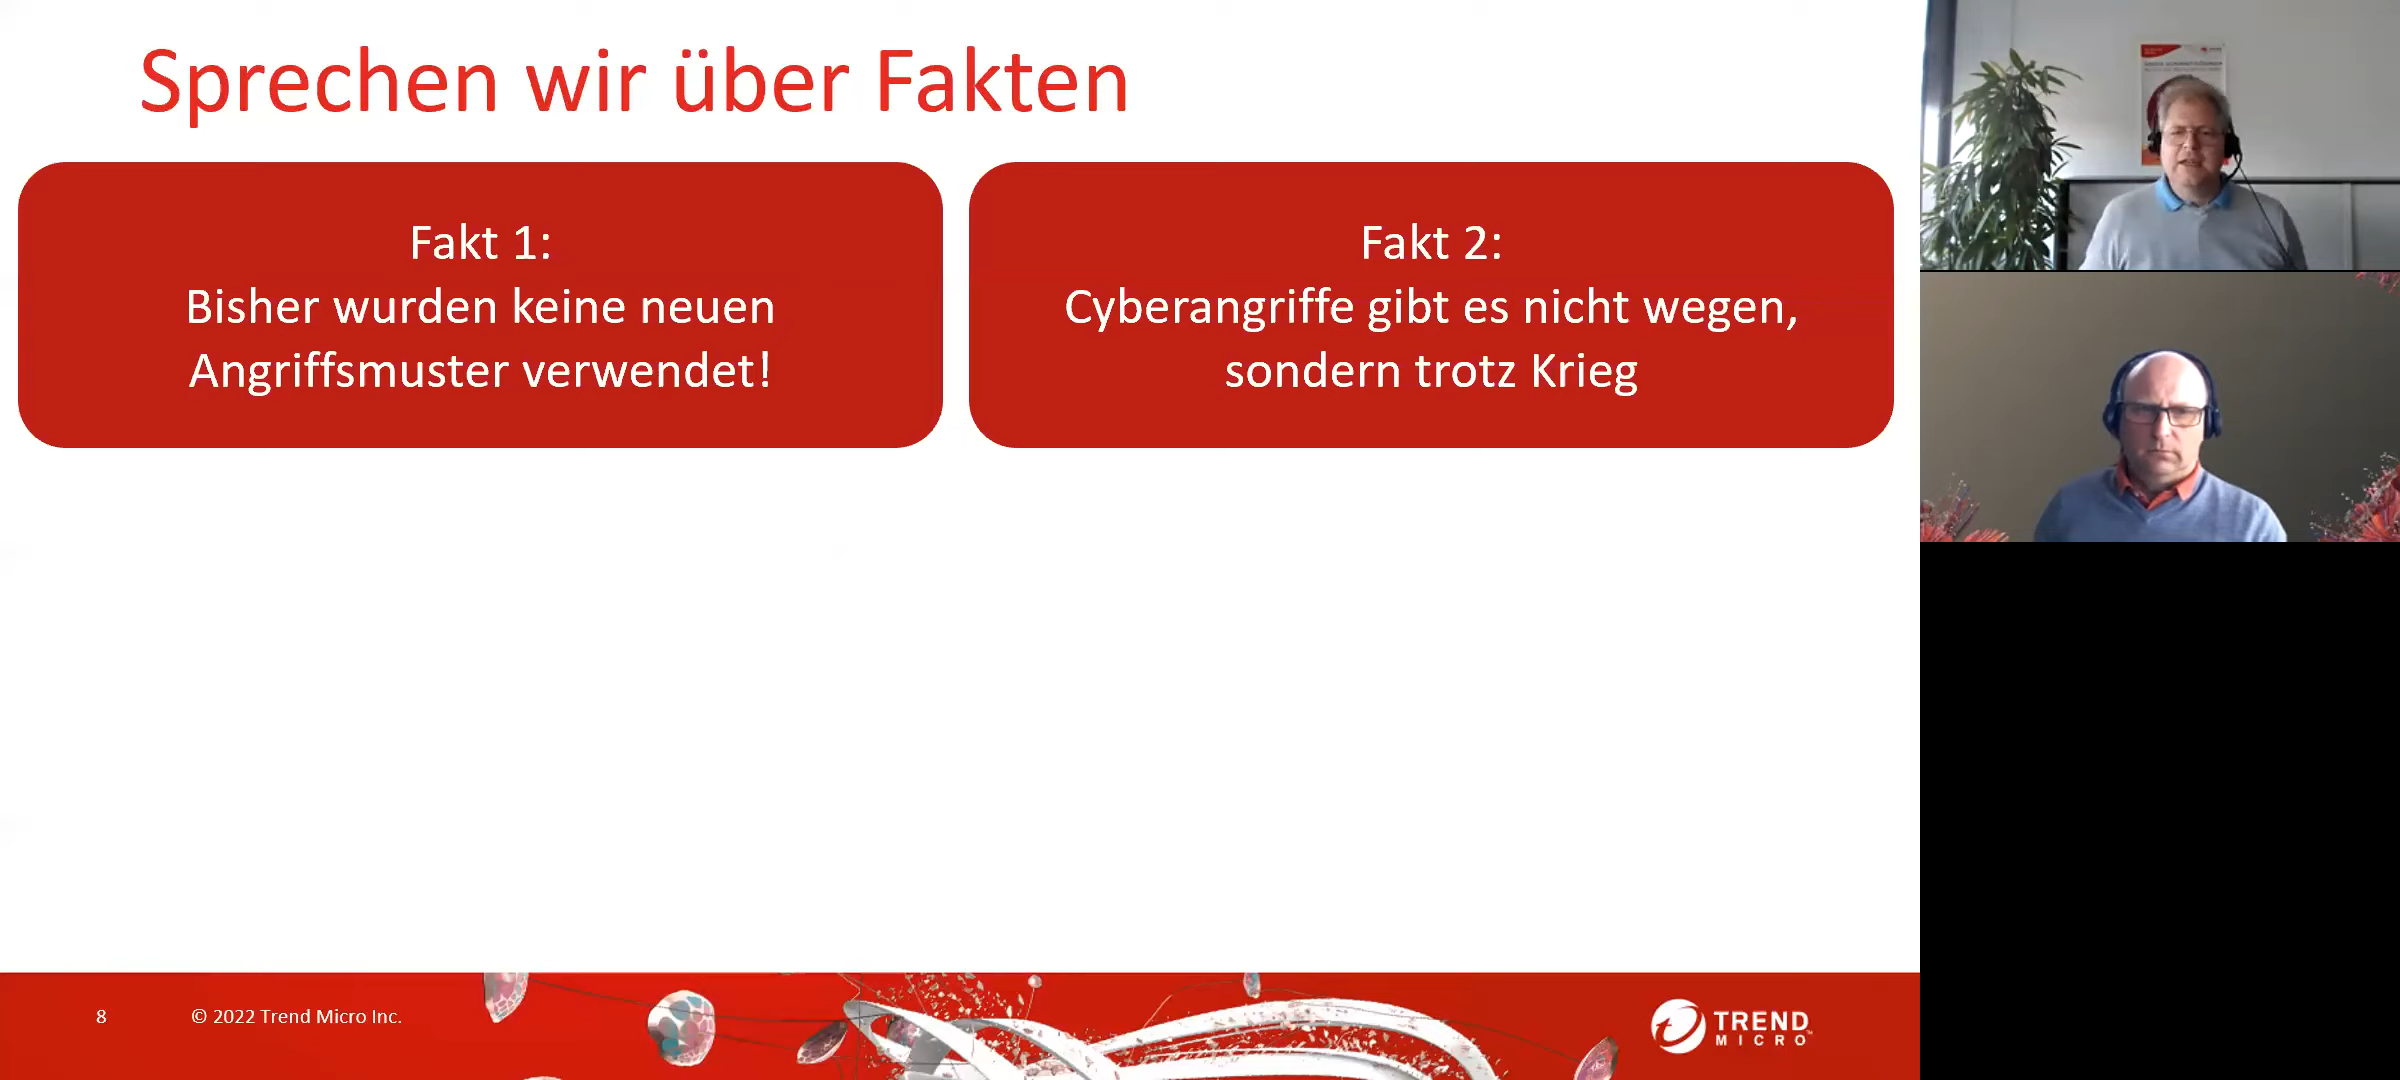 Sprechen wir über Fakten
Fakt 1:
Bisher wurden keine neuen
Angriffsmuster verwendet!
Fakt 2:
Cyberangriffe gibt es nicht wegen,
sondern trotz Krieg
8
© 2022 Trend Micro Inc.
TREND
MICRO™